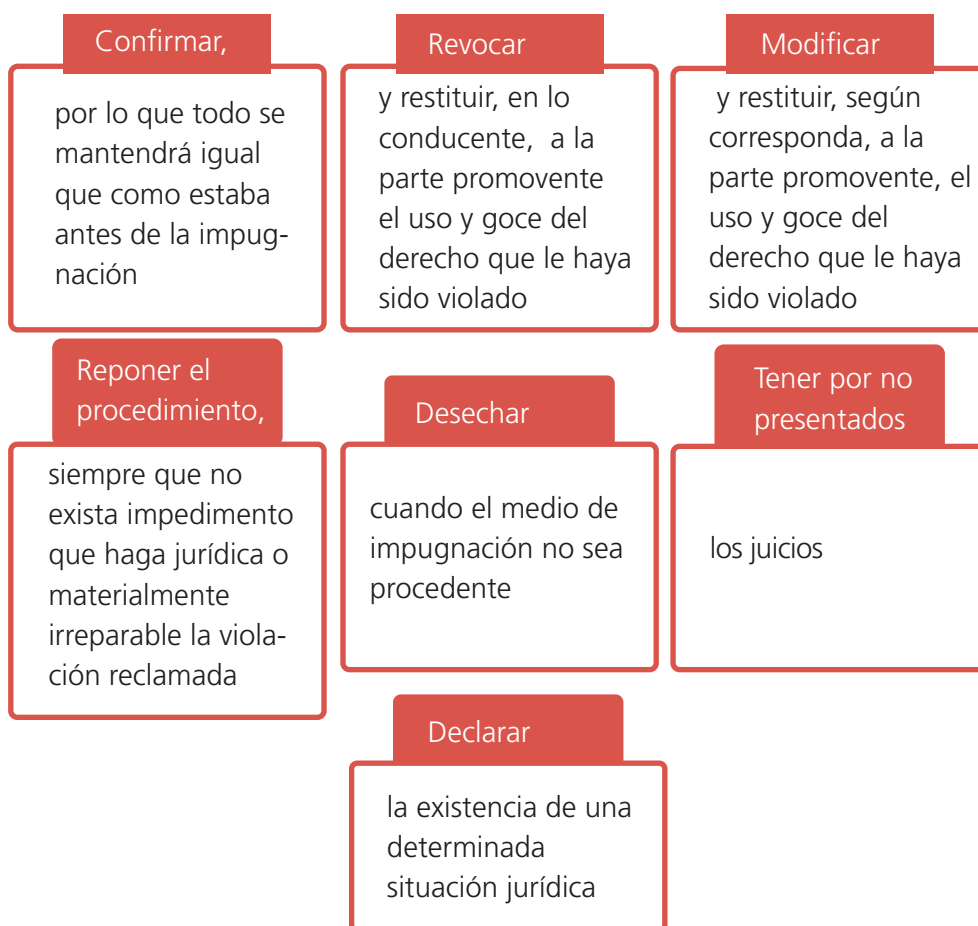 Confirmar,
por lo que todo se
mantendrá igual
que como estaba
antes de la impug-
nación
Revocar
y restituir, en lo
conducente, a la
parte promovente
el uso y goce del
derecho que le haya
sido violado
Modificar
y restituir, según
corresponda, a la
parte promovente, el
uso y goce del
derecho que le haya
sido violado
Reponer el
procedimiento,
siempre que no
exista impedimento
que haga jurídica o
materialmente
irreparable la viola-
ción reclamada
Desechar
cuando el medio de
impugnación no sea
procedente
Tener por no
presentados
los juicios
Declarar
la existencia de una
determinada
situación jurídica